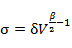 σ = δV^(β/2 − 1)